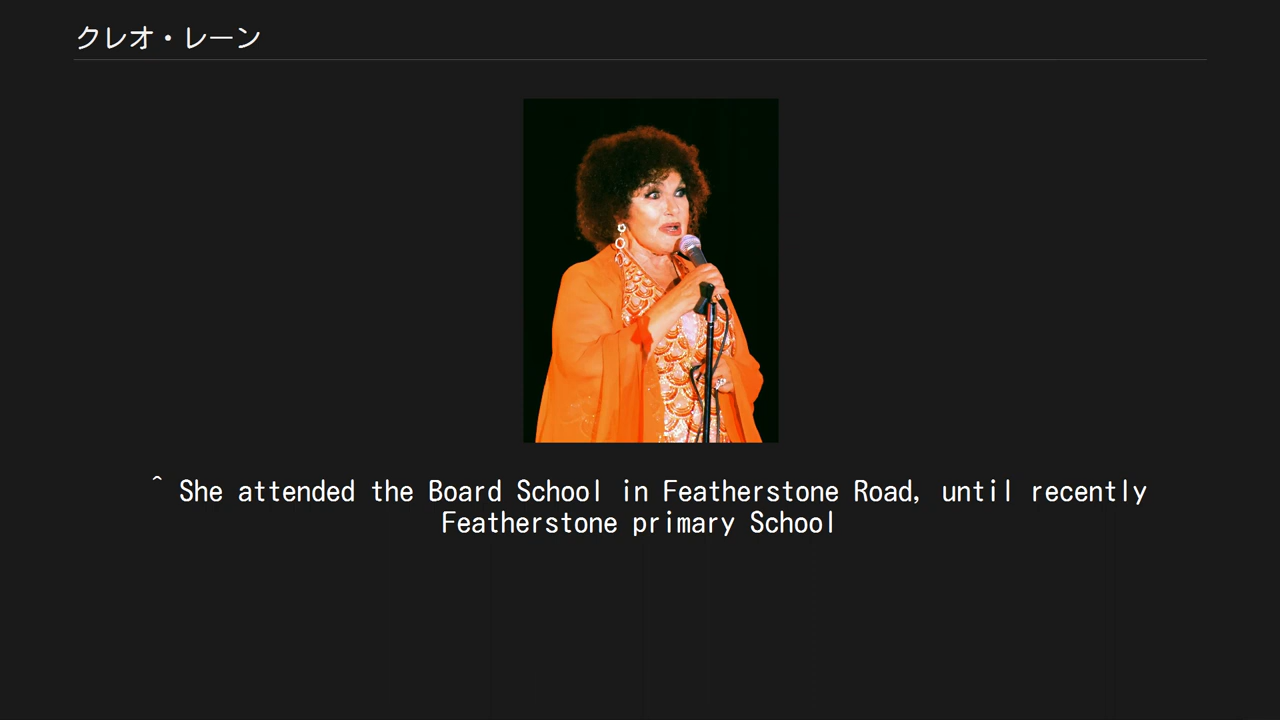 クレオ・レーン
^ She attended the Board School in Featherstone Road, until recently
Featherstone primary School